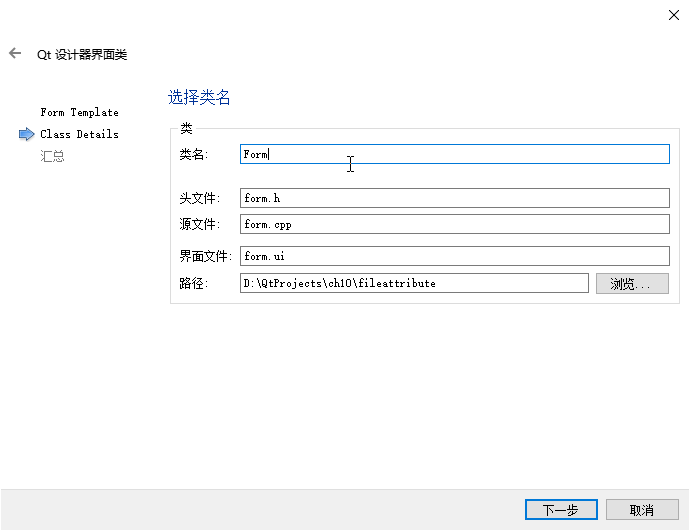 Qt 设计器界面类
Form Template
Class Details
汇总
选择类名
类
类名: Form
头文件: form.h
源文件: form.cpp
界面文件: form.ui
路径: D:\QtProjects\ch10\fileattribute 浏览...
下一步 取消